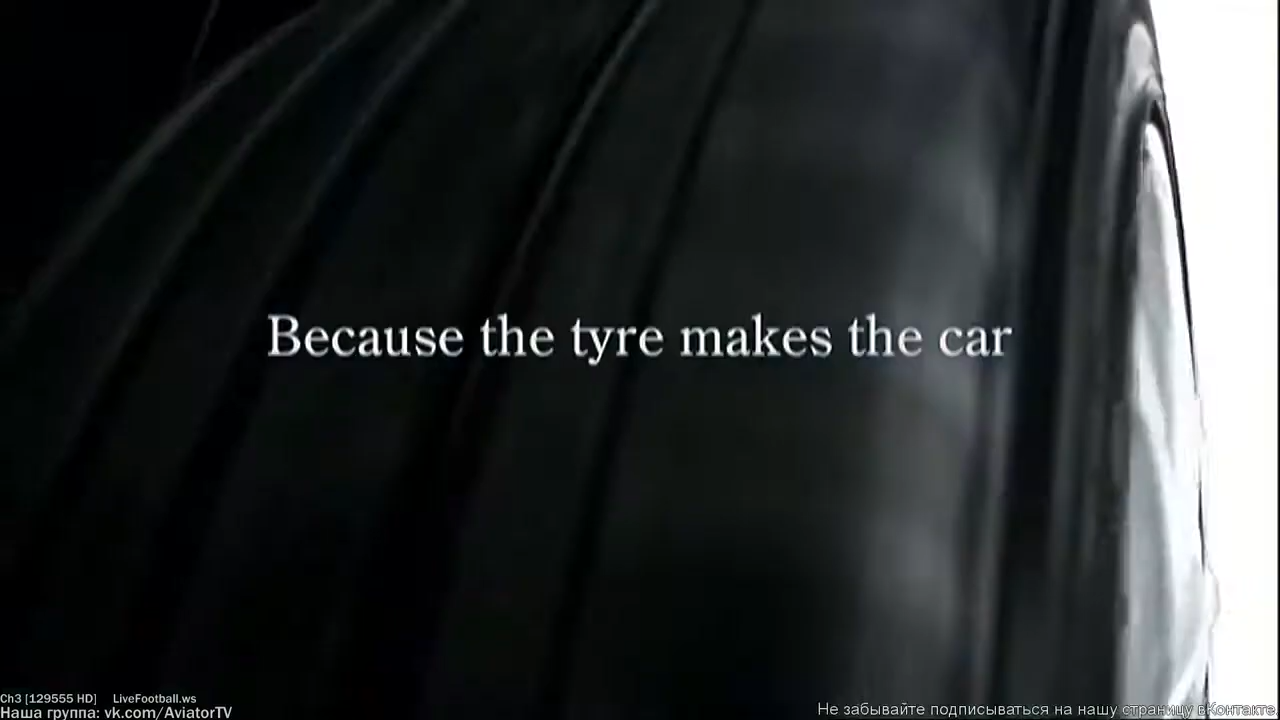 Because the tyre makes the car
Ch3 [129555 HD] LiveFootball.ws
Наша группа: vk.com/AviatorTV
Не забывайте подписываться на нашу страницу вКонтакте.